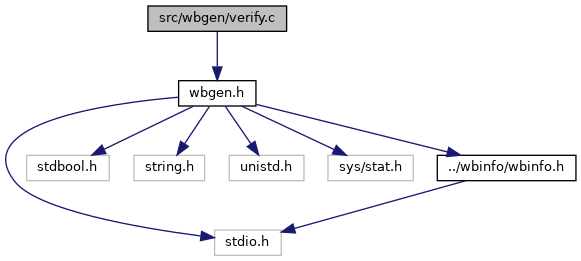 src/wbgen/verify.c
wbgen.h
stdbool.h
string.h
unistd.h
sys/stat.h
../wbinfo/wbinfo.h
stdio.h